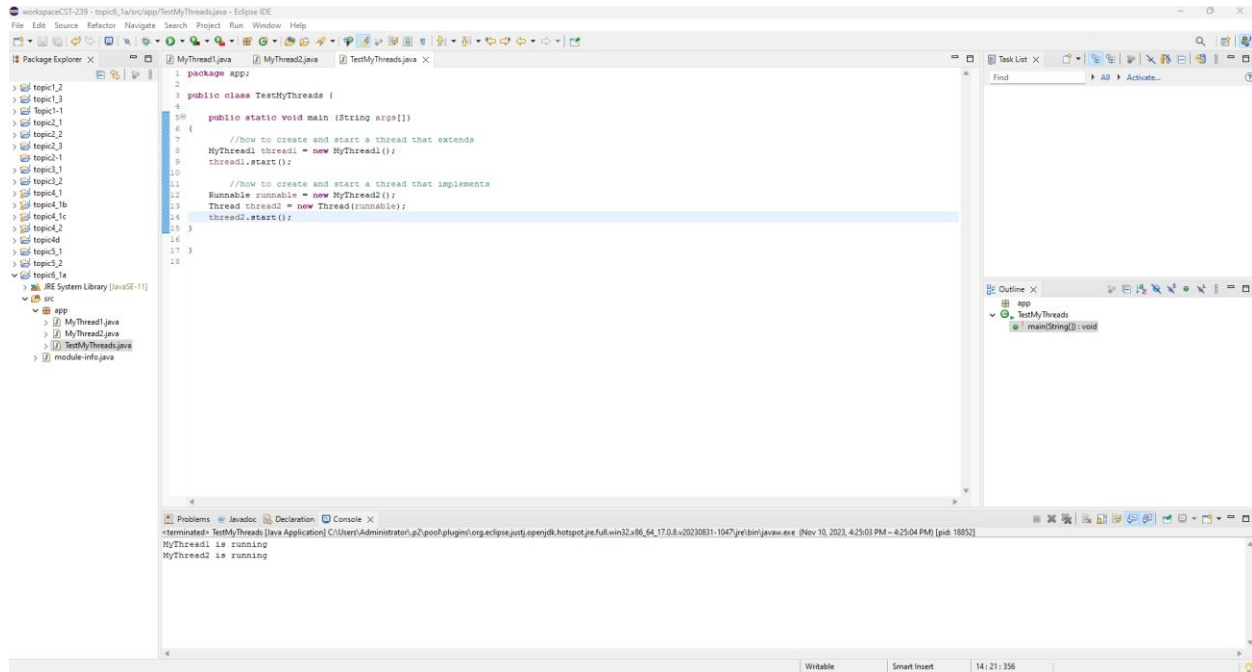 workspaceCST-239 - topic6_1a/src/app/TestMyThreads.java - Eclipse IDE
File Edit Source Refactor Navigate Search Project Run Window Help
Package Explorer
MyThread1.java MyThread2.java TestMyThreads.java
Task List
Find All Activate...
topic1_2
topic1_3
Topic1-1
topic2_1
topic2_2
topic2_3
topic2-1
topic3_1
topic3_2
topic4_1
topic4_1b
topic4_1c
topic4_2
topic4d
topic5_1
topic5_2
topic6_1a
JRE System Library [JavaSE-11]
src
app
MyThread1.java
MyThread2.java
TestMyThreads.java
module-info.java
1 package app;
2
3 public class TestMyThreads {
4
5 public static void main (String args[])
6 {
7 //how to create and start a thread that extends
8 MyThread1 thread1 = new MyThread1();
9 thread1.start();
10
11 //how to create and start a thread that implements
12 Runnable runnable = new MyThread2();
13 Thread thread2 = new Thread(runnable);
14 thread2.start();
15 }
16
17 }
18
Outline
app
TestMyThreads
main(String[]) : void
Problems Javadoc Declaration Console
<terminated> TestMyThreads [Java Application] C:\Users\Administrator\.p2\pool\plugins\org.eclipse.justj.openjdk.hotspot.jre.full.win32.x86_64_17.0.8.v20230831-1047\jre\bin\javaw.exe (Nov 10, 2023, 4:25:03 PM – 4:25:04 PM) [pid: 18852]
MyThread1 is running
MyThread2 is running
Writable Smart Insert 14 : 21 : 356